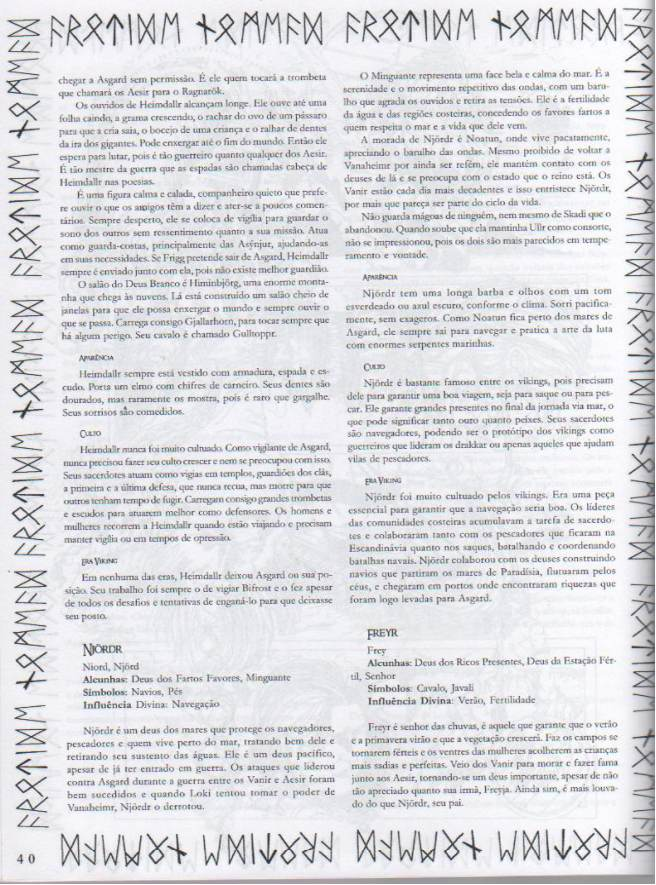 chegar a Asgard sem permissão. É ele quem tocará a trombeta
que chamará os Aesir para o Ragnarök.
Os ouvidos de Heimdallr alcançam longe. Ele ouve até uma
folha caindo, a grama crescendo, o rachar do ovo de um pássaro
para que a cria saia, o bocejo de uma criança e o ralhar de dentes
da ira dos gigantes. Pode enxergar até o fim do mundo. Então ele
espera para lutar, pois é tão guerreiro quanto qualquer dos Aesir.
É tão mestre da guerra que as espadas são chamadas cabeça de
Heimdallr nas poesias.
É uma figura calma e calada, companheiro quieto que prefe-
re ouvir o que os amigos têm a dizer e ater-se a poucos comen-
tários. Sempre desperto, ele se coloca de vigília para guardar o
sono dos outros sem ressentimento quanto a sua missão. Atua
como guarda-costas, principalmente das Asynjur, ajudando-as
em suas necessidades. Se Frigg pretende sair de Asgard, Heimdallr
sempre é enviado junto com ela, pois não existe melhor guardião.
O salão do Deus Branco é Himinbjörg, uma enorme monta-
nha que chega às nuvens. Lá está construído um salão cheio de
janelas para que ele possa enxergar o mundo e sempre ouvir o
que se passa. Carrega consigo Gjallarhorn, para tocar sempre que
há algum perigo. Seu cavalo é chamado Gulltoppr.
APARÊNCIA
Heimdallr sempre está vestido com armadura, espada e es-
cudo. Porta um elmo com chifres de carneiro. Seus dentes são
dourados, mas raramente os mostra, pois é raro que gargalhe.
Seus sorrisos são comedidos.
CULTO
Heimdallr nunca foi muito cultuado. Como vigilante de Asgard,
nunca precisou fazer seu culto crescer e nem se preocupou com isso.
Seus sacerdotes atuam como vigias em templos, guardiões dos clãs,
a primeira e a última defesa, que nunca recua, mas morre para que
outros tenham tempo de fugir. Carregam consigo grandes trombetas
e escudos para atuarem melhor como defensores. Os homens e
mulheres recorrem a Heimdallr quando estão viajando e precisam
manter vigília ou em tempos de opressão.
ERA VIKING
Em nenhuma das eras, Heimdallr deixou Asgard ou sua po-
sição. Seu trabalho foi sempre o de vigiar Bifrost e o fez apesar
de todos os desafios e tentativas de enganá-lo para que deixasse
seu posto.
NJÖRDR
Niord, Njörd
Alcunhas: Deus dos Fartos Favores, Minguante
Símbolos: Navios, Pés
Influência Divina: Navegação
Njördr é um deus dos mares que protege os navegadores,
pescadores e quem vive perto do mar, tratando bem dele e
retirando seu sustento das águas. Ele é um deus pacífico,
apesar de já ter entrado em guerra. Os ataques que liderou
contra Asgard durante a guerra entre os Vanir e Aesir foram
bem sucedidos e quando Loki tentou tomar o poder de
Vanaheimr, Njördr o derrotou.
40
O Minguante representa uma face bela e calma do mar. É a
serenidade e o movimento repetitivo das ondas, com um baru-
lho que agrada os ouvidos e retira as tensões. Ele é a fertilidade
da água e das regiões costeiras, concedendo os favores fartos a
quem respeita o mar e a vida que dele vem.
A morada de Njördr é Noatun, onde vive pacatamente,
apreciando o barulho das ondas. Mesmo proibido de voltar a
Vanaheimr por ainda ser refém, ele mantém contato com os
deuses de lá e se preocupa com o estado que o reino está. Os
Vanir estão cada dia mais decadentes e isso entristece Njördr,
por mais que pareça ser parte do ciclo da vida.
Não guarda mágoas de ninguém, nem mesmo de Skadi que o
abandonou. Quando soube que ela mantinha Ullr como consorte,
não se impressionou, pois os dois são mais parecidos em tempe-
ramento e vontade.
APARÊNCIA
Njördr tem uma longa barba e olhos com um tom
esverdeado ou azul escuro, conforme o clima. Sorri pacifica-
mente, sem exageros. Como Noatun fica perto dos mares de
Asgard, ele sempre sai para navegar e pratica a arte da luta
com enormes serpentes marinhas.
CULTO
Njördr é bastante famoso entre os vikings, pois precisam
dele para garantir uma boa viagem, seja para saque ou para pes-
car. Ele garante grandes presentes no final da jornada via mar, o
que pode significar tanto ouro quanto peixes. Seus sacerdotes
são navegadores, podendo ser o protótipo dos vikings como
guerreiros que lideram os drakkar ou apenas aqueles que ajudam
vilas de pescadores.
ERA VIKING
Njördr foi muito cultuado pelos vikings. Era uma peça
essencial para garantir que a navegação seria boa. Os líderes
das comunidades costeiras acumulavam a tarefa de sacerdo-
tes e colaboraram tanto com os pescadores que ficaram na
Escandinávia quanto nos saques, batalhando e coordenando
batalhas navais. Njördr colaborou com os deuses construindo
navios que partiram os mares de Paradísia, flutuaram pelos
céus, e chegaram em portos onde encontraram riquezas que
foram logo levadas para Asgard.
FREYR
Frey
Alcunhas: Deus dos Ricos Presentes, Deus da Estação Fér-
til, Senhor
Símbolos: Cavalo, Javali
Influência Divina: Verão, Fertilidade
Freyr é senhor das chuvas, é aquele que garante que o verão
e a primavera virão e que a vegetação crescerá. Faz os campos se
tornarem férteis e os ventres das mulheres acolherem as crianças
mais sadias e perfeitas. Veio dos Vanir para morar e fazer fama
junto aos Aesir, tornando-se um deus importante, apesar de não
tão apreciado quanto sua irmã, Freyja. Ainda sim, é mais louva-
do do que Njördr, seu pai.